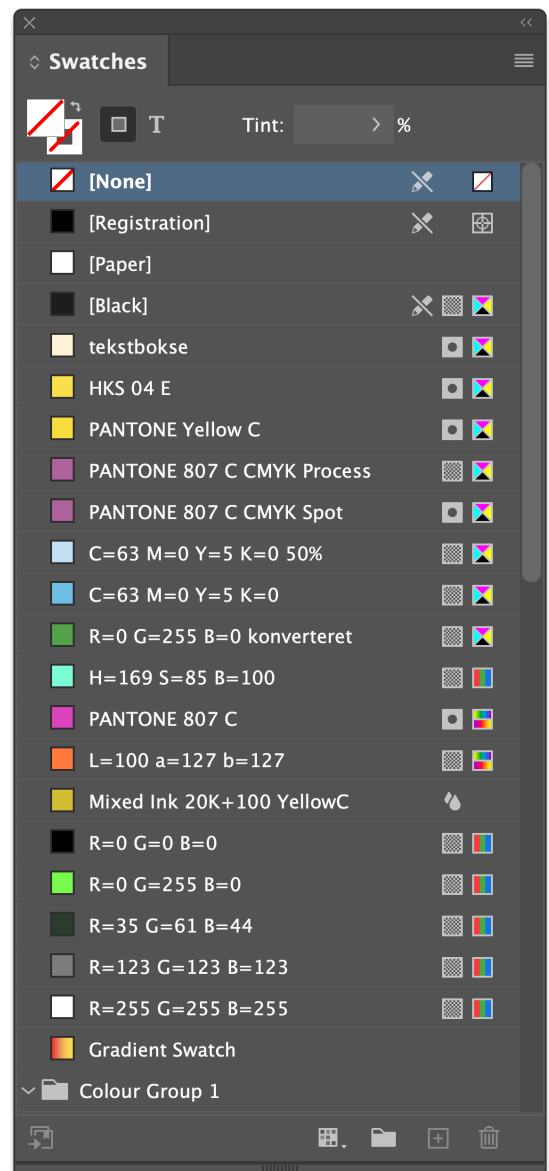 Swatches
T
Tint:
%
[None]
[Registration]
[Paper]
[Black]
tekstbokse
HKS 04 E
PANTONE Yellow C
PANTONE 807 C CMYK Process
PANTONE 807 C CMYK Spot
C=63 M=0 Y=5 K=0 50%
C=63 M=0 Y=5 K=0
R=0 G=255 B=0 konverteret
H=169 S=85 B=100
PANTONE 807 C
L=100 a=127 b=127
Mixed Ink 20K+100 YellowC
R=0 G=0 B=0
R=0 G=255 B=0
R=35 G=61 B=44
R=123 G=123 B=123
R=255 G=255 B=255
Gradient Swatch
Colour Group 1